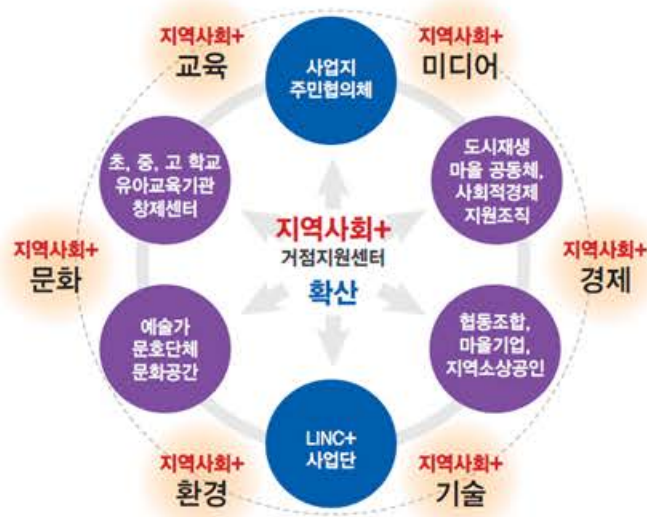 지역사회+
교육
지역사회+
미디어
사업지
주민협의체
초, 중, 고 학교
유아교육기관
창제센터
도시재생
마을 공동체,
사회적경제
지원조직
지역사회+
문화
지역사회+
거점지원센터
확산
지역사회+
경제
예술가
문호단체
문화공간
협동조합,
마을기업,
지역소상공인
LINC+
사업단
지역사회+
환경
지역사회+
기술